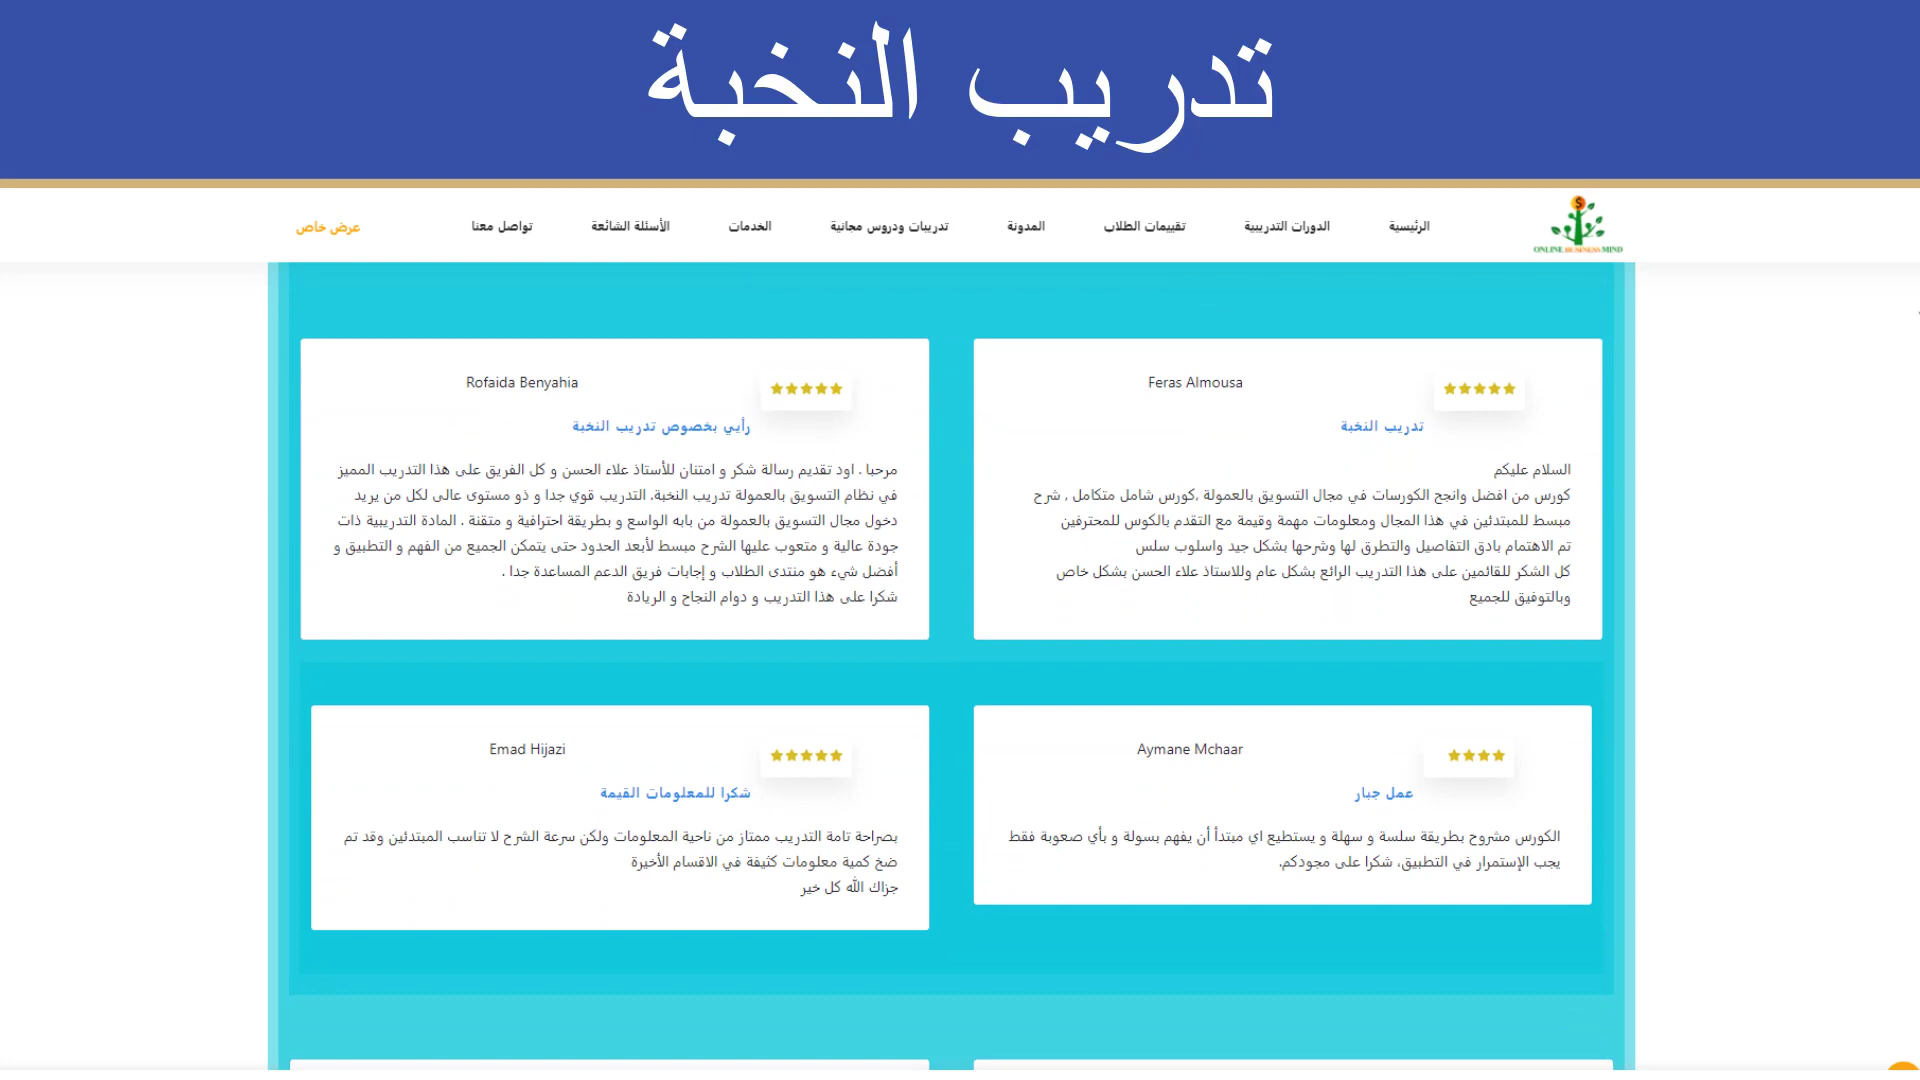 تدريب النخبة
ONLINE BUSINESS MIND
الرئيسية
الدورات التدريبية
تقييمات الطلاب
المدونة
تدريبات ودروس مجانية
الخدمات
الأسئلة الشائعة
تواصل معنا
عرض خاص
Feras Almousa
تدريب النخبة
السلام عليكم
كورس من افضل وانجح الكورسات في مجال التسويق بالعمولة ,كورس شامل متكامل , شرح
مبسط للمبتدئين في هذا المجال ومعلومات مهمة وقيمة مع التقدم بالكوس للمحترفين
تم الاهتمام بادق التفاصيل والتطرق لها وشرحها بشكل جيد واسلوب سلس
كل الشكر للقائمين على هذا التدريب الرائع بشكل عام وللاستاذ علاء الحسن بشكل خاص
وبالتوفيق للجميع
Rofaida Benyahia
رأيي بخصوص تدريب النخبة
مرحبا . اود تقديم رسالة شكر و امتنان للأستاذ علاء الحسن و كل الفريق على هذا التدريب المميز
في نظام التسويق بالعمولة تدريب النخبة. التدريب قوي جدا و ذو مستوى عالى لكل من يريد
دخول مجال التسويق بالعمولة من بابه الواسع و بطريقة احترافية و متقنة . المادة التدريبية ذات
جودة عالية و متعوب عليها الشرح مبسط لأبعد الحدود حتى يتمكن الجميع من الفهم و التطبيق و
أفضل شيء هو منتدى الطلاب و إجابات فريق الدعم المساعدة جدا .
شكرا على هذا التدريب و دوام النجاح و الريادة
Aymane Mchaar
عمل جبار
الكورس مشروح بطريقة سلسة و سهلة و يستطيع اي مبتدأ أن يفهم بسولة و بأي صعوبة فقط
يجب الإستمرار في التطبيق، شكرا على مجودكم.
Emad Hijazi
شكرا للمعلومات القيمة
بصراحة تامة التدريب ممتاز من ناحية المعلومات ولكن سرعة الشرح لا تناسب المبتدئين وقد تم
ضخ كمية معلومات كثيفة في الاقسام الأخيرة
جزاك الله كل خير